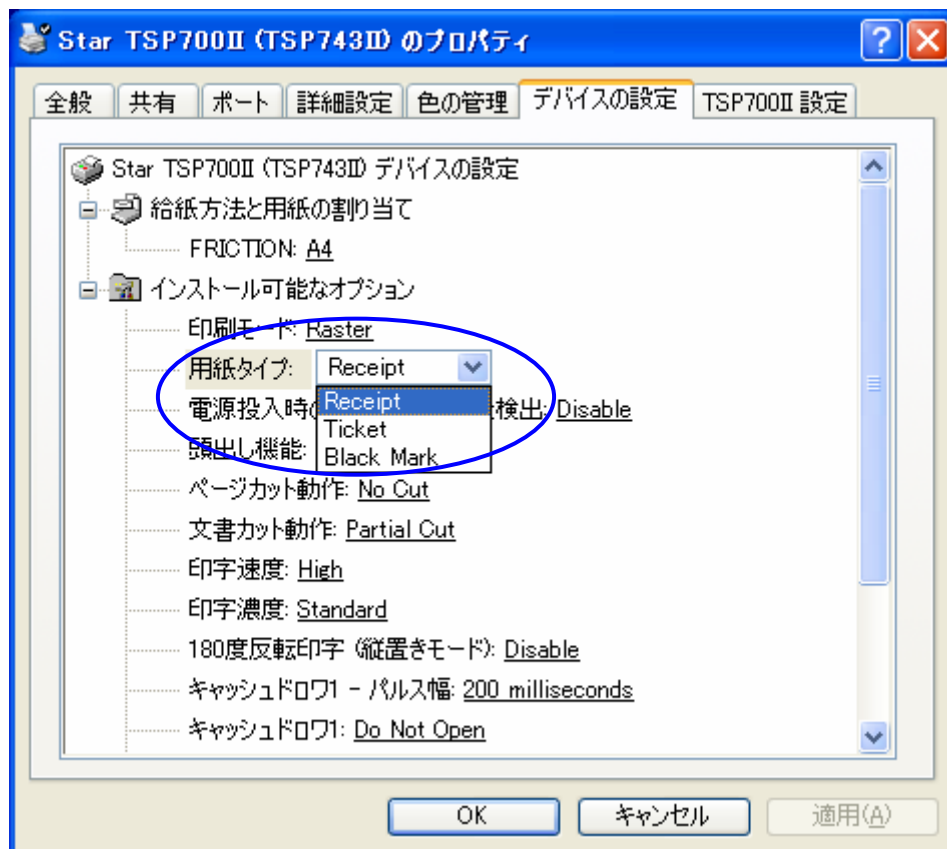 Star TSP700II (TSP743II) のプロパティ
全般 共有 ポート 詳細設定 色の管理 デバイスの設定 TSP700II 設定
Star TSP700II (TSP743II) デバイスの設定
給紙方法と用紙の割り当て
FRICTION: A4
インストール可能なオプション
印刷モード: Raster
用紙タイプ: Receipt
Receipt
Ticket
Black Mark
電源投入時 検出: Disable
頭出し機能:
ページカット動作: No Cut
文書カット動作: Partial Cut
印字速度: High
印字濃度: Standard
180度反転印字 (縦置きモード): Disable
キャッシュドロワ1 - パルス幅: 200 milliseconds
キャッシュドロワ1: Do Not Open
OK キャンセル 適用(A)